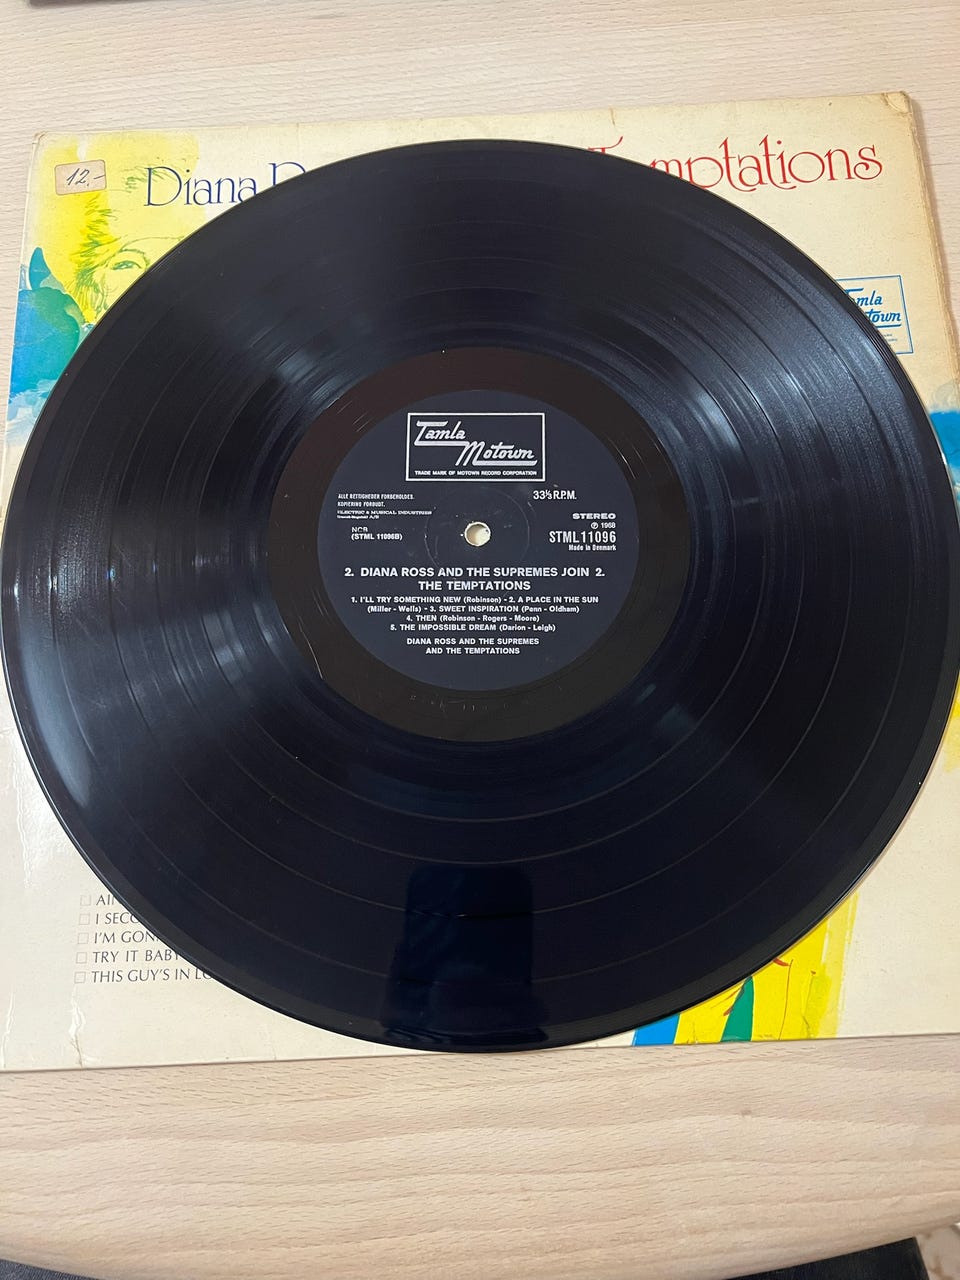 12,-
Diana
Temptations
Tamla
Motown
Tamla
Motown
TRADE MARK OF MOTOWN RECORD CORPORATION
ALLE RETTIGHEDER FORBEHOLDES.
KOPIERING FORBUDT.
ELECTRIC & MUSICAL INDUSTRIES
33⅓ R.P.M.
STEREO
℗ 1968
NCB
(STML 11096B)
STML 11096
Made in Denmark
2. DIANA ROSS AND THE SUPREMES JOIN 2.
THE TEMPTATIONS
1. I'LL TRY SOMETHING NEW (Robinson) - 2. A PLACE IN THE SUN
(Miller - Wells) - 3. SWEET INSPIRATION (Penn - Oldham)
4. THEN (Robinson - Rogers - Moore)
5. THE IMPOSSIBLE DREAM (Darion - Leigh)
DIANA ROSS AND THE SUPREMES
AND THE TEMPTATIONS
AIN
I SECO
I'M GON
TRY IT BABY
THIS GUY'S IN LO